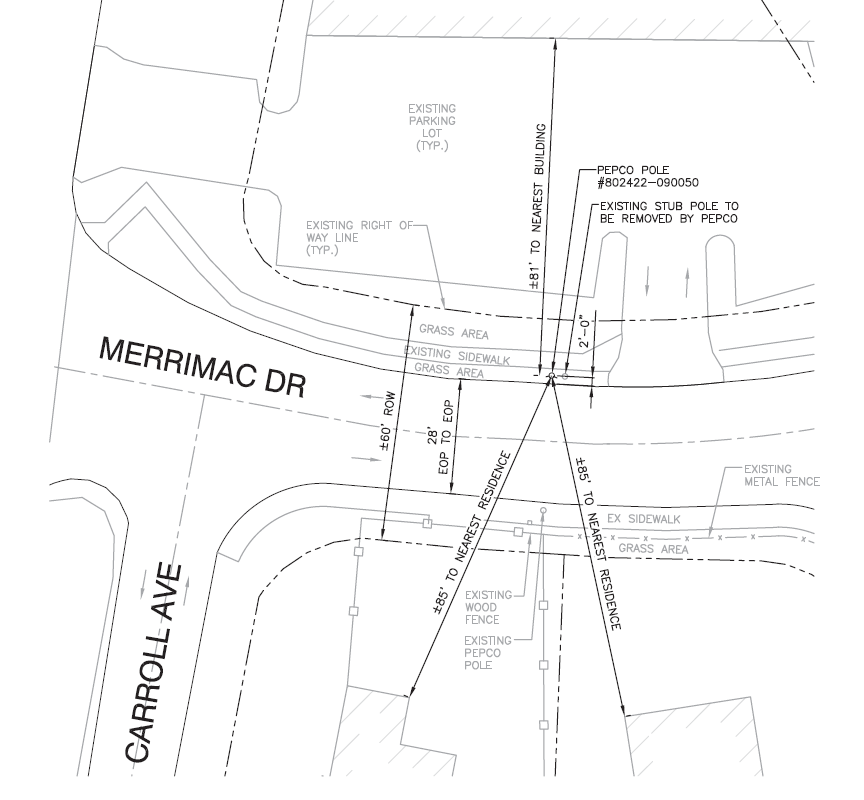 EXISTING
PARKING
LOT
(TYP.)
±81' TO NEAREST BUILDING
PEPCO POLE
#802422-090050
EXISTING STUB POLE TO
BE REMOVED BY PEPCO
EXISTING RIGHT OF
WAY LINE
(TYP.)
2'-0"
GRASS AREA
EXISTING SIDEWALK
GRASS AREA
MERRIMAC DR
±60' ROW
28'
EOP TO EOP
±85' TO NEAREST RESIDENCE
±85' TO NEAREST RESIDENCE
EXISTING
METAL FENCE
EX SIDEWALK
GRASS AREA
EXISTING
WOOD
FENCE
EXISTING
PEPCO
POLE
CARROLL AVE